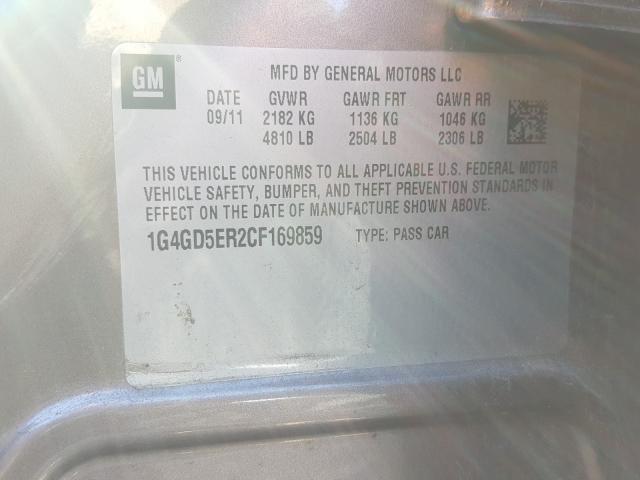 GM®
MFD BY GENERAL MOTORS LLC
DATE GVWR GAWR FRT GAWR RR
09/11 2182 KG 1136 KG 1046 KG
4810 LB 2504 LB 2306 LB
THIS VEHICLE CONFORMS TO ALL APPLICABLE U.S. FEDERAL MOTOR
VEHICLE SAFETY, BUMPER, AND THEFT PREVENTION STANDARDS IN
EFFECT ON THE DATE OF MANUFACTURE SHOWN ABOVE.
1G4GD5ER2CF169859 TYPE: PASS CAR